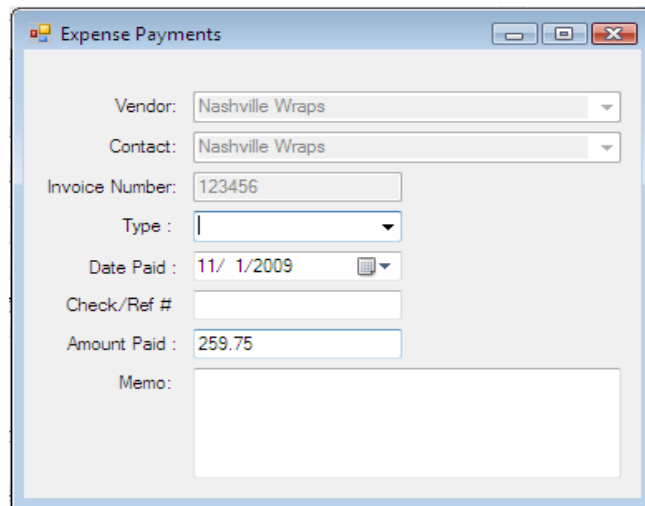 Expense Payments
Vendor: Nashville Wraps
Contact: Nashville Wraps
Invoice Number: 123456
Type :
Date Paid : 11/ 1/2009
Check/Ref #
Amount Paid : 259.75
Memo: